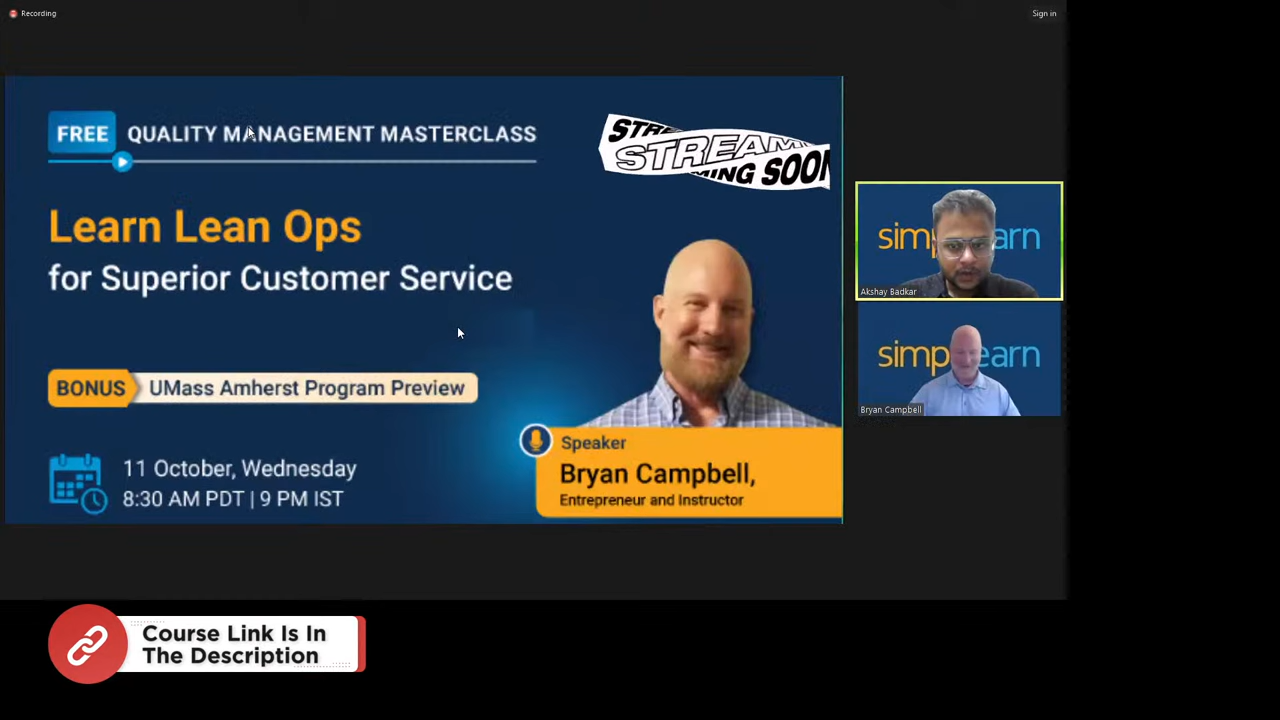 Recording
Sign in
FREE QUALITY MANAGEMENT MASTERCLASS
STREAMING SOON
Learn Lean Ops
for Superior Customer Service
BONUS UMass Amherst Program Preview
11 October, Wednesday
8:30 AM PDT | 9 PM IST
Speaker
Bryan Campbell,
Entrepreneur and Instructor
Akshay Badkar
Bryan Campbell
Course Link Is In
The Description